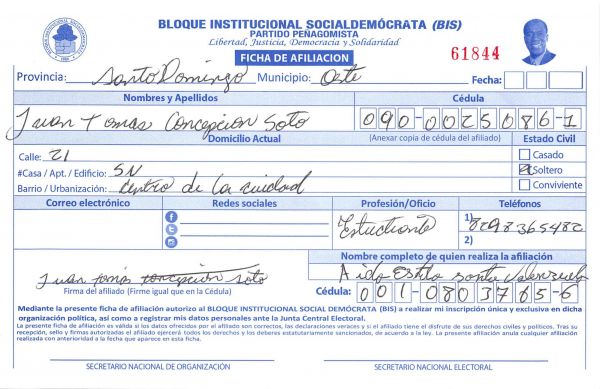 BLOQUE INSTITUCIONAL SOCIALDEMÓCRATA (BIS)
PARTIDO PEÑAGOMISTA
Libertad, Justicia, Democracia y Solidaridad
FICHA DE AFILIACION
61844
Provincia: Santo Domingo Municipio: Oeste Fecha:
Nombres y Apellidos Cédula
Juan Tomas Concepcion Soto 090-0025086-1
Domicilio Actual (Anexar copia de cédula del afiliado) Estado Civil
Calle: 21 Casado
#Casa / Apt. / Edificio: SN Soltero
Barrio / Urbanización: Centro de La cuidad Conviviente
Correo electrónico Redes sociales Profesión/Oficio Teléfonos
Estudiante 1) 8298365482
2)
Nombre completo de quien realiza la afiliación
Juan tomas concepcion soto Aida Estela Santo Valenzuela
Firma del afiliado (Firme igual que en la Cédula) Cédula: 001-0803765-6
Mediante la presente ficha de afiliación autorizo al BLOQUE INSTITUCIONAL SOCIAL DEMÓCRATA (BIS) a realizar mi inscripción única y exclusiva en dicha
organización política, así como a registrar mis datos personales ante la Junta Central Electoral.
La presente ficha de afiliación es válida si los datos ofrecidos por el afiliado son correctos, las declaraciones veraces y si el afiliado tiene el disfrute de sus derechos civiles y políticos. Tras su
recepción, sello y firmas autorizadas el afiliado ejercerá todos los derechos y los deberes estatutariamente sancionados, de acuerdo a la ley. La presente afiliación anula cualquier afiliación
realizada con anterioridad a la fecha que aparece en esta ficha.
SECRETARIO NACIONAL DE ORGANIZACIÓN SECRETARIO NACIONAL ELECTORAL